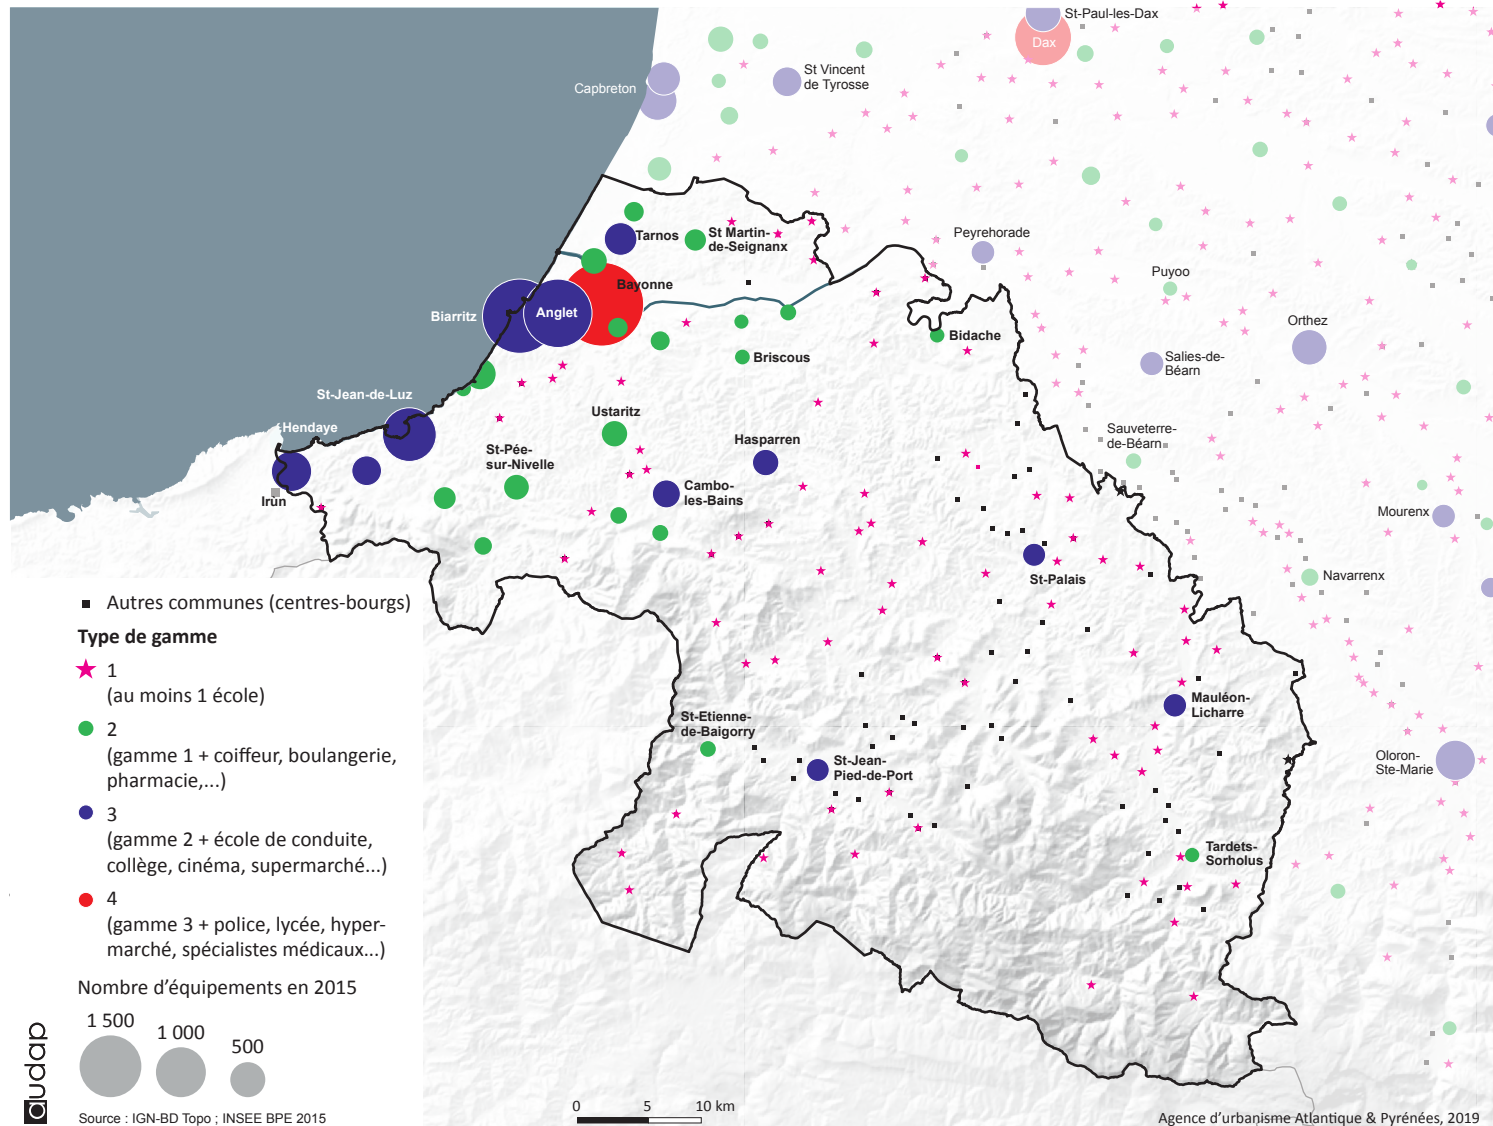 St-Paul-les-Dax
Dax
Capbreton
St Vincent
de Tyrosse
Tarnos
St Martin-
de-Seignanx
Peyrehorade
Puyoo
Bayonne
Biarritz
Anglet
Orthez
Bidache
Briscous
Salies-de-
Béarn
St-Jean-de-Luz
Hendaye
Ustaritz
Sauveterre-
de-Béarn
Hasparren
St-Pée-
sur-Nivelle
Cambo-
les-Bains
Irun
Mourenx
St-Palais
Navarrenx
Mauléon-
Licharre
St-Etienne-
de-Baigorry
St-Jean-
Pied-de-Port
Oloron-
Ste-Marie
Tardets-
Sorholus
Autres communes (centres-bourgs)
Type de gamme
1
(au moins 1 école)
2
(gamme 1 + coiffeur, boulangerie,
pharmacie,...)
3
(gamme 2 + école de conduite,
collège, cinéma, supermarché...)
4
(gamme 3 + police, lycée, hyper-
marché, spécialistes médicaux...)
Nombre d'équipements en 2015
1 500
1 000
500
audap
Source : IGN-BD Topo ; INSEE BPE 2015
0 5 10 km
Agence d'urbanisme Atlantique & Pyrénées, 2019